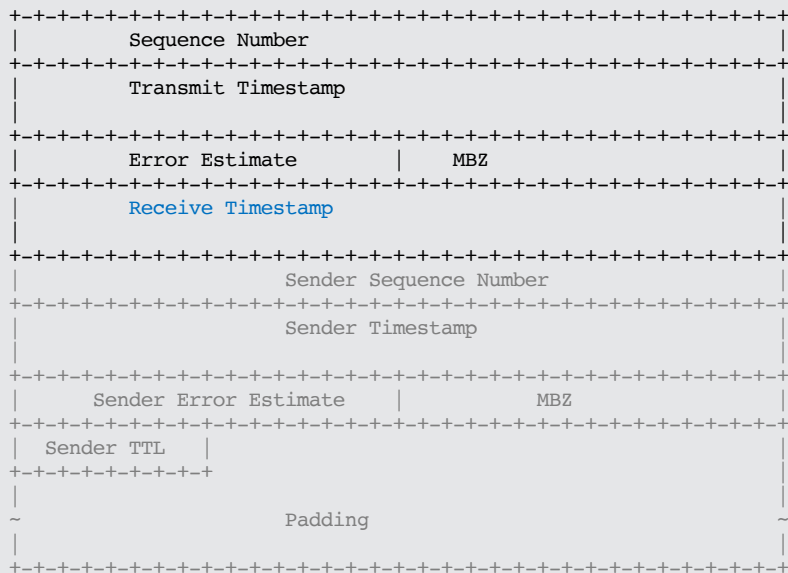 +-+-+-+-+-+-+-+-+-+-+-+-+-+-+-+-+-+-+-+-+-+-+-+-+-+-+-+-+-+-+-+-+
|         Sequence Number                                       |
+-+-+-+-+-+-+-+-+-+-+-+-+-+-+-+-+-+-+-+-+-+-+-+-+-+-+-+-+-+-+-+-+
|         Transmit Timestamp                                    |
|                                                               |
+-+-+-+-+-+-+-+-+-+-+-+-+-+-+-+-+-+-+-+-+-+-+-+-+-+-+-+-+-+-+-+-+
|         Error Estimate        |    MBZ                        |
+-+-+-+-+-+-+-+-+-+-+-+-+-+-+-+-+-+-+-+-+-+-+-+-+-+-+-+-+-+-+-+-+
|         Receive Timestamp                                     |
|                                                               |
+-+-+-+-+-+-+-+-+-+-+-+-+-+-+-+-+-+-+-+-+-+-+-+-+-+-+-+-+-+-+-+-+
|                      Sender Sequence Number                   |
+-+-+-+-+-+-+-+-+-+-+-+-+-+-+-+-+-+-+-+-+-+-+-+-+-+-+-+-+-+-+-+-+
|                      Sender Timestamp                         |
|                                                               |
+-+-+-+-+-+-+-+-+-+-+-+-+-+-+-+-+-+-+-+-+-+-+-+-+-+-+-+-+-+-+-+-+
|      Sender Error Estimate    |           MBZ                 |
+-+-+-+-+-+-+-+-+-+-+-+-+-+-+-+-+-+-+-+-+-+-+-+-+-+-+-+-+-+-+-+-+
|  Sender TTL   |                                               |
+-+-+-+-+-+-+-+-+                                               |
|                                                               |
~                      Padding                                  ~
|                                                               |
+-+-+-+-+-+-+-+-+-+-+-+-+-+-+-+-+-+-+-+-+-+-+-+-+-+-+-+-+-+-+-+-+